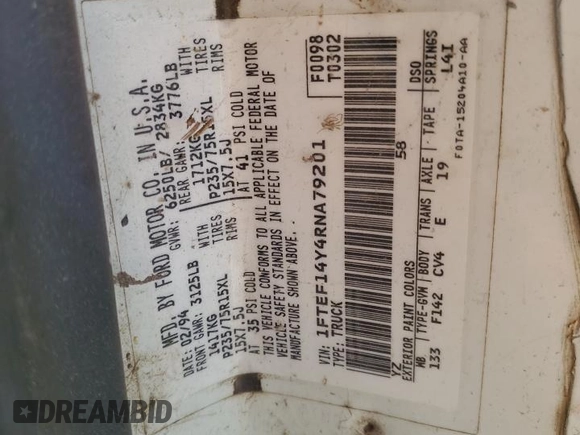 MFD. BY FORD MOTOR CO. IN U.S.A.
DATE: 02/94 GVWR: 6250LB/ 2834KG
FRONT GAWR: 3125LB REAR GAWR: 3776LB
1417KG WITH 1712KG WITH
P235/75R15XL TIRES P235/75R15XL TIRES
15X7.5J RIMS 15X7.5J RIMS
AT 35 PSI COLD AT 41 PSI COLD
THIS VEHICLE CONFORMS TO ALL APPLICABLE FEDERAL MOTOR
VEHICLE SAFETY STANDARDS IN EFFECT ON THE DATE OF
MANUFACTURE SHOWN ABOVE.
VIN: 1FTEF14Y4RNA79201 F0098
TYPE: TRUCK T0302
58
YZ
EXTERIOR PAINT COLORS DSO
WB TYPE-GVW BODY TRANS AXLE TAPE SPRINGS
133 F142 CV4 E 19 L4I
F0TA-15204A10-AA
DREAMBID